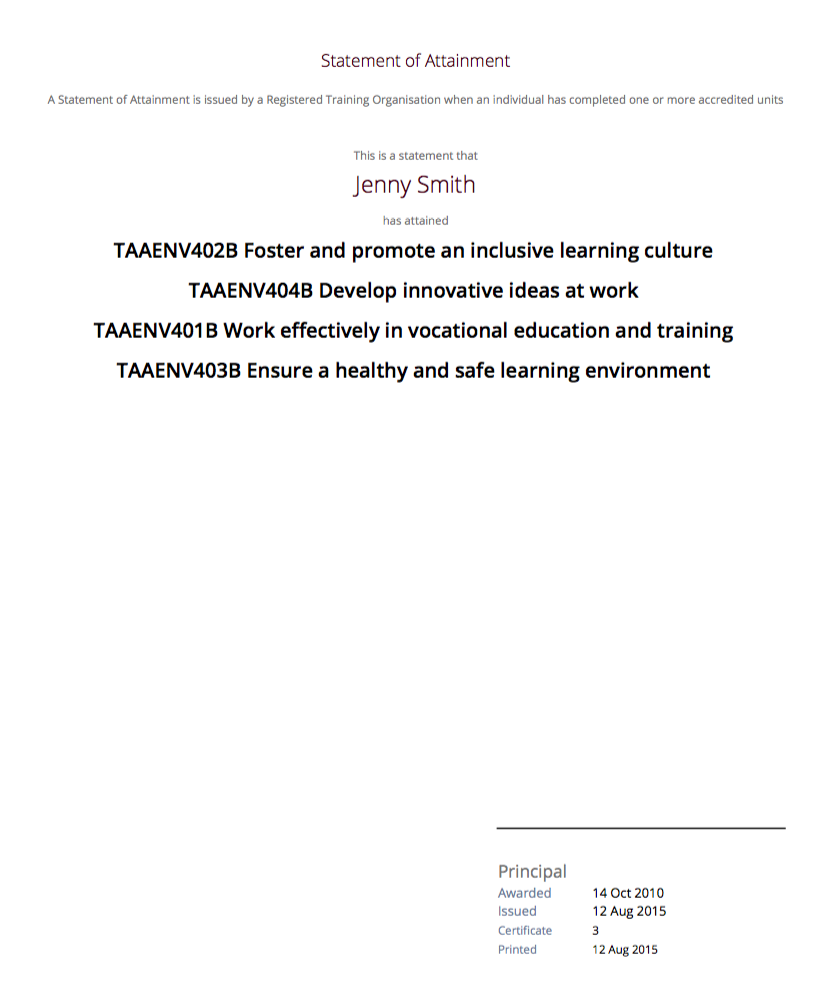 Statement of Attainment
A Statement of Attainment is issued by a Registered Training Organisation when an individual has completed one or more accredited units
This is a statement that
Jenny Smith
has attained
TAAENV402B Foster and promote an inclusive learning culture
TAAENV404B Develop innovative ideas at work
TAAENV401B Work effectively in vocational education and training
TAAENV403B Ensure a healthy and safe learning environment
Principal
Awarded 14 Oct 2010
Issued 12 Aug 2015
Certificate 3
Printed 12 Aug 2015